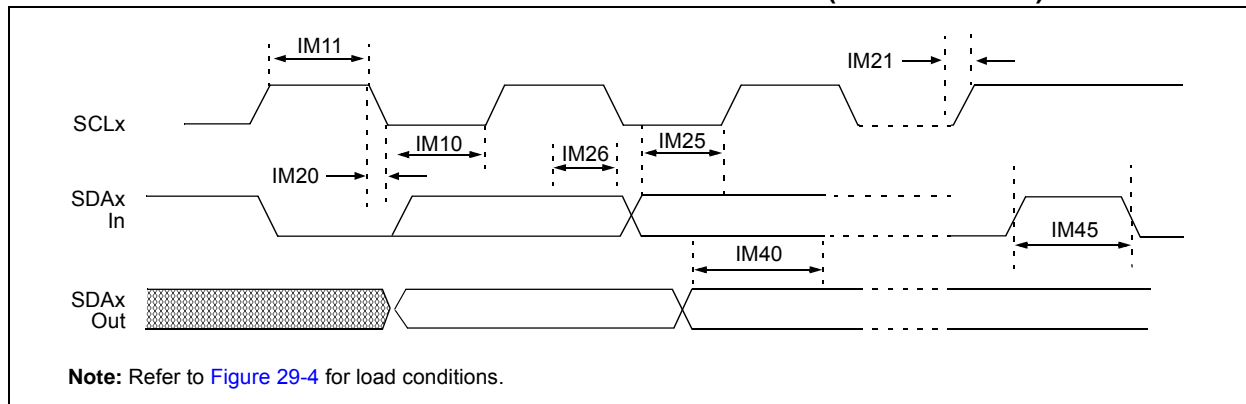 IM11
IM21
SCLx
IM10
IM26
IM25
IM20
SDAx
In
IM45
IM40
SDAx
Out
Note: Refer to Figure 29-4 for load conditions.